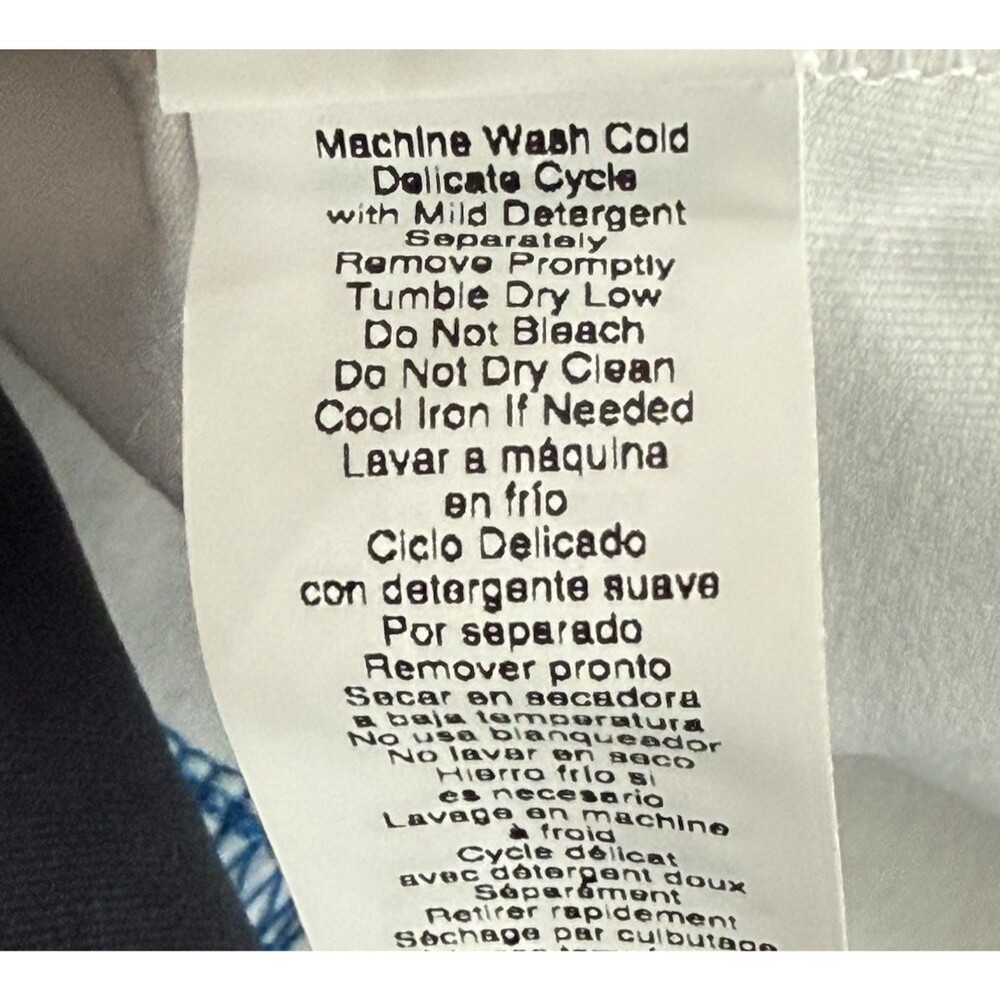 Machine Wash Cold
Delicate Cycle
with Mild Detergent
Separately
Remove Promptly
Tumble Dry Low
Do Not Bleach
Do Not Dry Clean
Cool Iron If Needed
Lavar a máquina
en frío
Ciclo Delicado
con detergente suave
Por separado
Remover pronto
Secar en secadora
a baja temperatura
No use blanqueador
No lavar en seco
Hierro frío si
es necesario
Lavage en machine
à froid
Cycle délicat
avec détergent doux
Séparément
Retirer rapidement
Séchage par culbutage